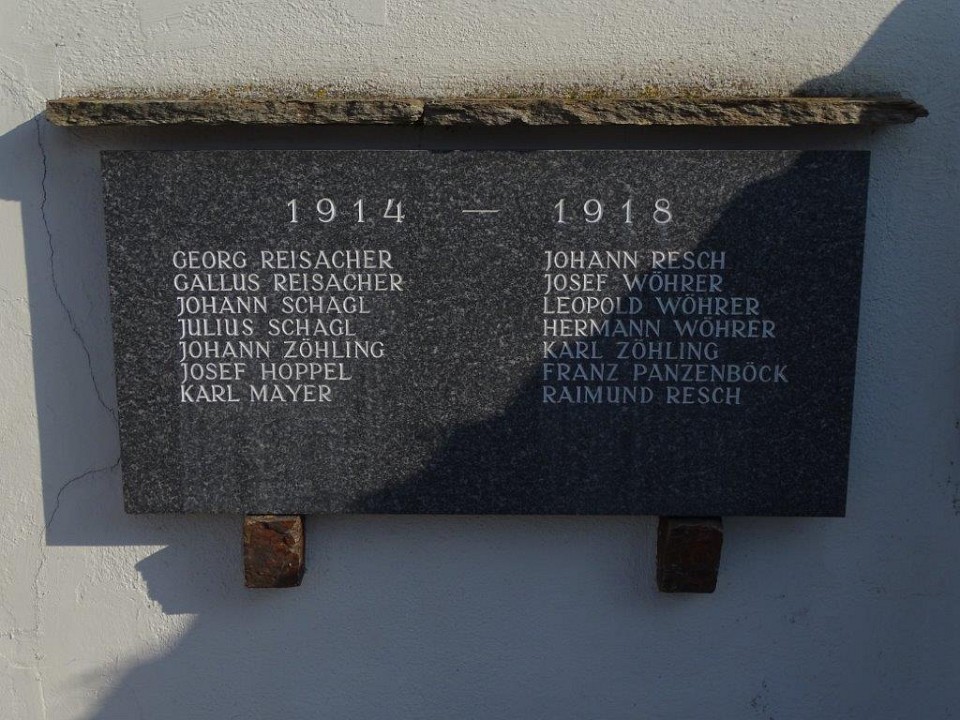 1914 — 1918
GEORG REISACHER
GALLUS REISACHER
JOHANN SCHAGL
JULIUS SCHAGL
JOHANN ZÖHLING
JOSEF HOPPEL
KARL MAYER
JOHANN RESCH
JOSEF WÖHRER
LEOPOLD WÖHRER
HERMANN WÖHRER
KARL ZÖHLING
FRANZ PANZENBÖCK
RAIMUND RESCH